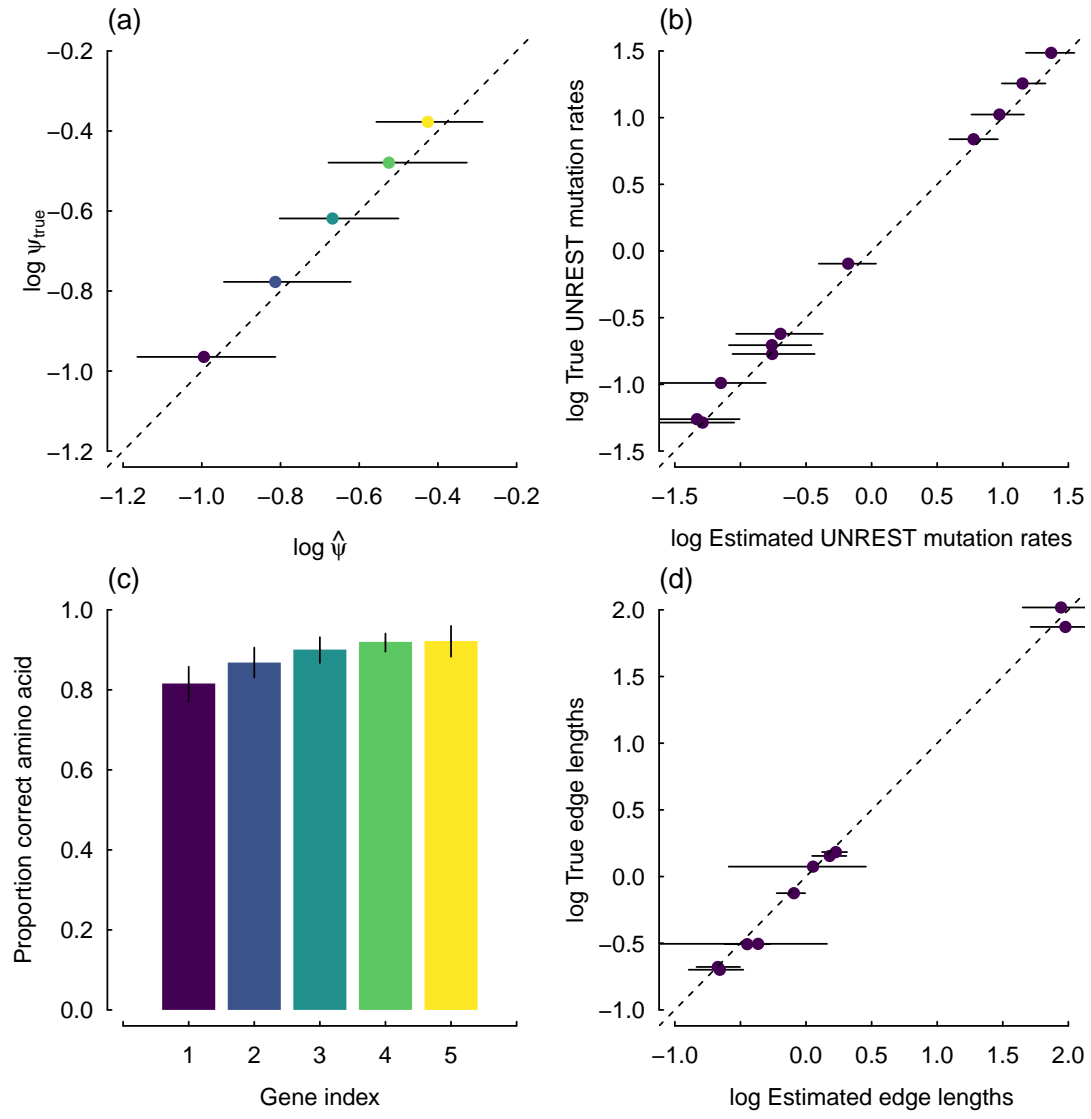 (a)
−0.2
−0.4
−0.6
−0.8
−1.0
−1.2
log ψtrue
−1.2 −1.0 −0.8 −0.6 −0.4 −0.2
log ψ̂
(b)
1.5
1.0
0.5
0.0
−0.5
−1.0
−1.5
log True UNREST mutation rates
−1.5 −0.5 0.0 0.5 1.0 1.5
log Estimated UNREST mutation rates
(c)
1.0
0.8
0.6
0.4
0.2
0.0
Proportion correct amino acid
1 2 3 4 5
Gene index
(d)
2.0
1.5
1.0
0.5
0.0
−0.5
−1.0
log True edge lengths
−1.0 0.0 0.5 1.0 1.5 2.0
log Estimated edge lengths